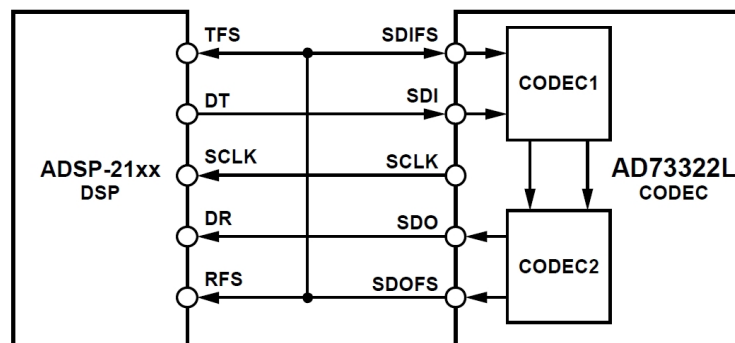 TFS SDIFS
CODEC1
DT SDI
ADSP-21xx
DSP
SCLK SCLK
AD73322L
CODEC
DR SDO
CODEC2
RFS SDOFS